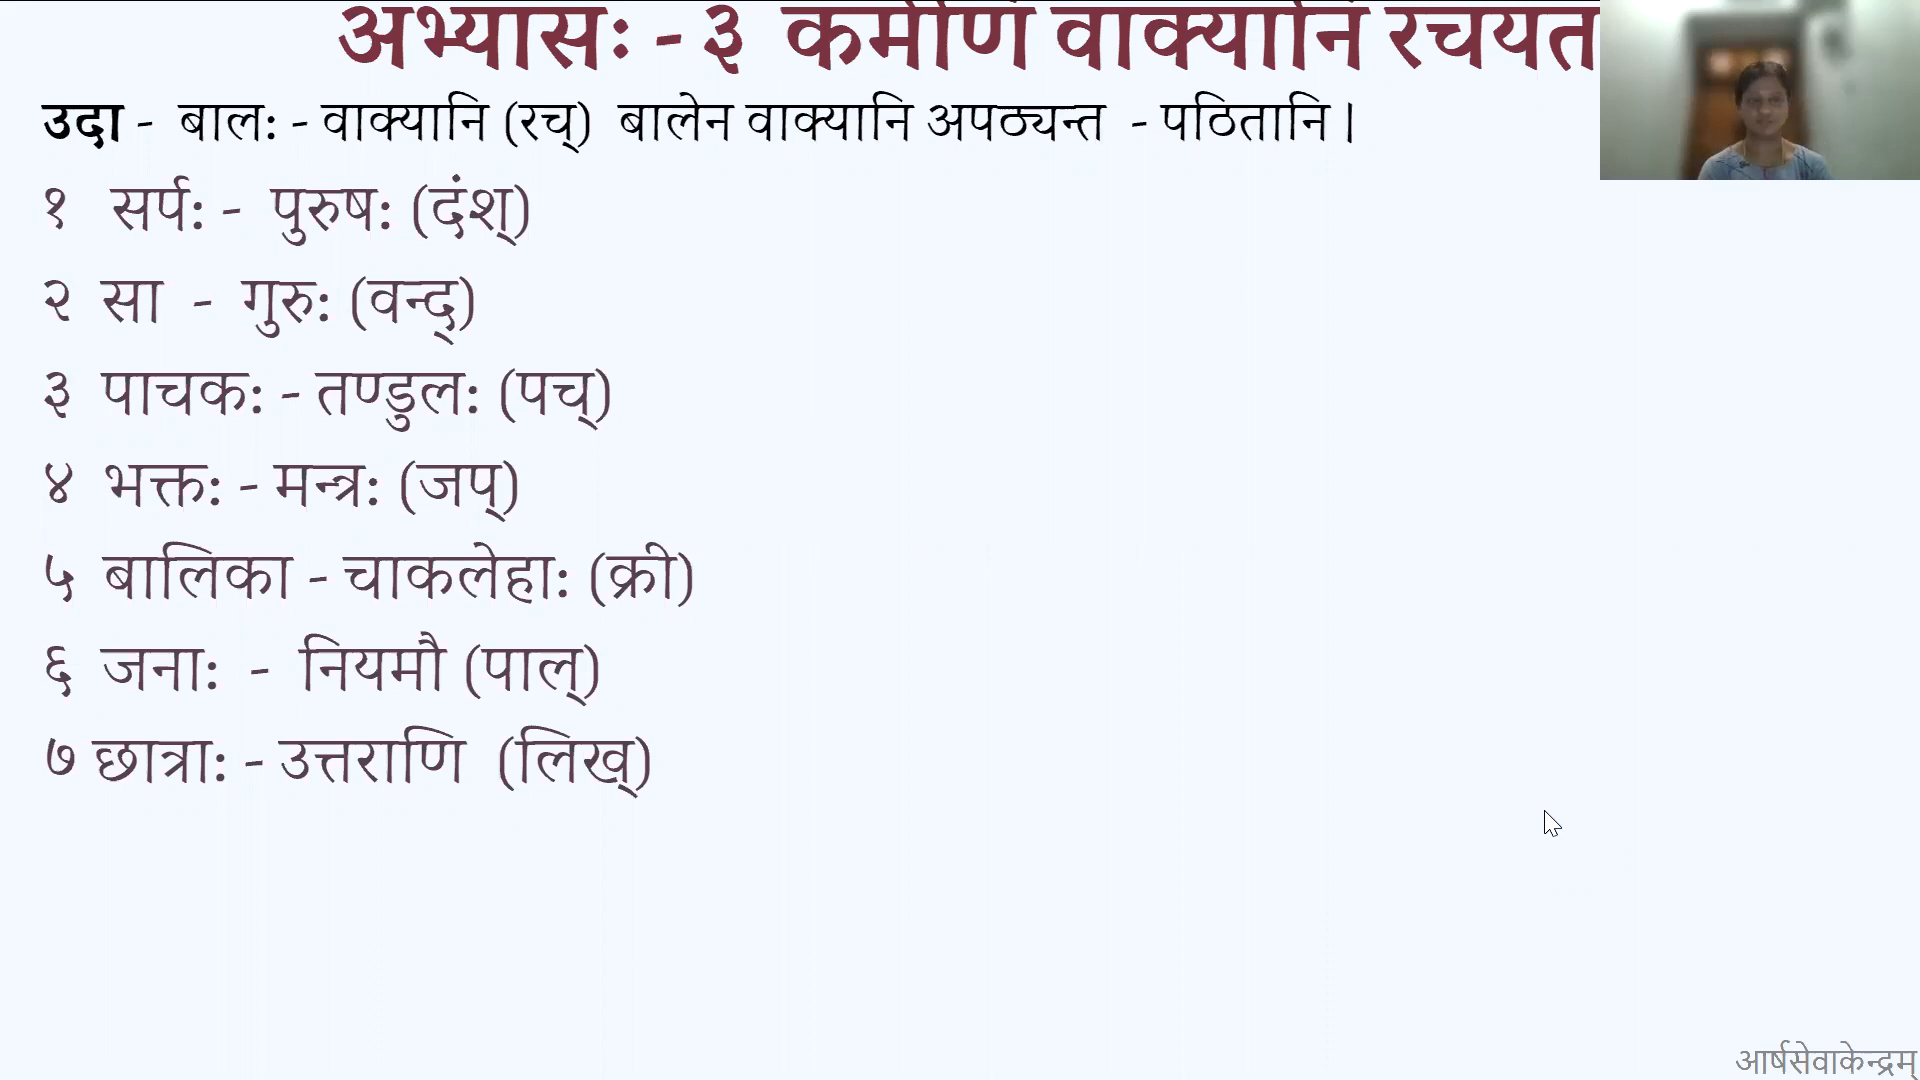 अभ्यासः - ३ कर्मणि वाक्यानि रचयत
उदा - बालः - वाक्यानि (रच्) बालेन वाक्यानि अपठ्यन्त - पठितानि |
१ सर्पः - पुरुषः (दंश्)
२ सा - गुरुः (वन्द्)
३ पाचकः - तण्डुलः (पच्)
४ भक्तः - मन्त्रः (जप्)
५ बालिका - चाकलेहाः (क्री)
६ जनाः - नियमौ (पाल्)
७ छात्राः - उत्तराणि (लिख्)
आर्षसेवाकेन्द्रम्